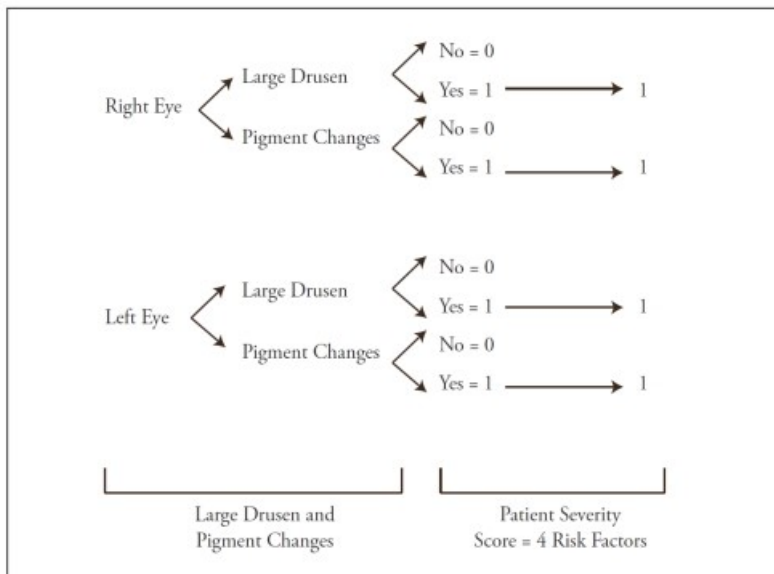 Large Drusen
No = 0
Yes = 1 1
Right Eye
Pigment Changes
No = 0
Yes = 1 1
Large Drusen
No = 0
Yes = 1 1
Left Eye
Pigment Changes
No = 0
Yes = 1 1
Large Drusen and
Pigment Changes
Patient Severity
Score = 4 Risk Factors